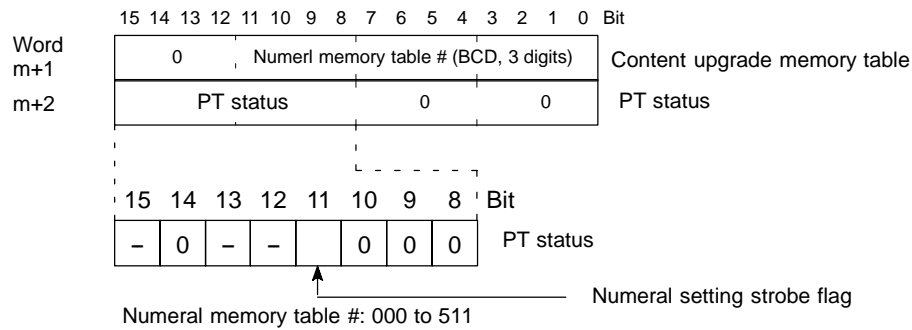 15 14 13 12 11 10 9 8 7 6 5 4 3 2 1 0 Bit
Word
m+1
0 Numerl memory table # (BCD, 3 digits) Content upgrade memory table
m+2 PT status 0 0 PT status
15 14 13 12 11 10 9 8 Bit
– 0 – – 0 0 0 PT status
Numeral setting strobe flag
Numeral memory table #: 000 to 511